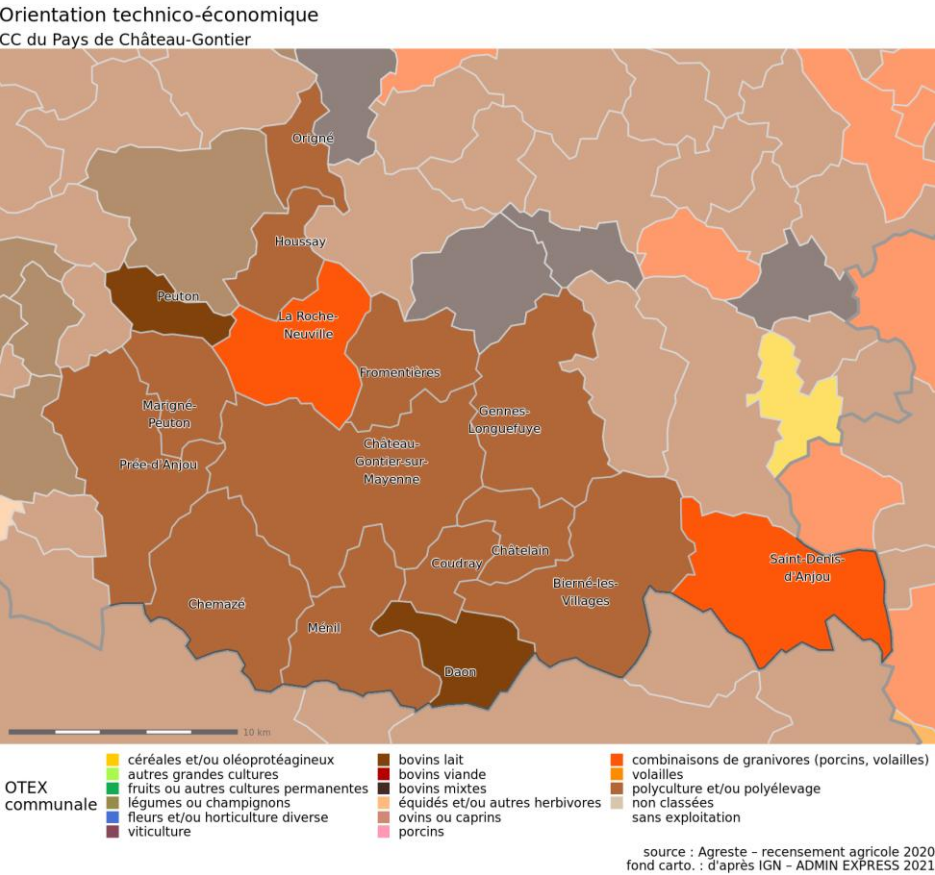 Orientation technico-économique
CC du Pays de Château-Gontier
Origné
Houssay
Peuton
La Roche-
Neuville
Fromentières
Marigné-
Peuton
Gennes-
Longuefuye
Château-
Gontier-sur-
Mayenne
Prée-d'Anjou
Châtelain
Coudray
Saint-Denis-
d'Anjou
Bierné-les-
Villages
Chemazé
Ménil
Daon
10 km
OTEX
communale
céréales et/ou oléoprotéagineux
autres grandes cultures
fruits ou autres cultures permanentes
légumes ou champignons
fleurs et/ou horticulture diverse
viticulture
bovins lait
bovins viande
bovins mixtes
équidés et/ou autres herbivores
ovins ou caprins
porcins
combinaisons de granivores (porcins, volailles)
volailles
polyculture et/ou polyélevage
non classées
sans exploitation
source : Agreste – recensement agricole 2020
fond carto. : d'après IGN – ADMIN EXPRESS 2021